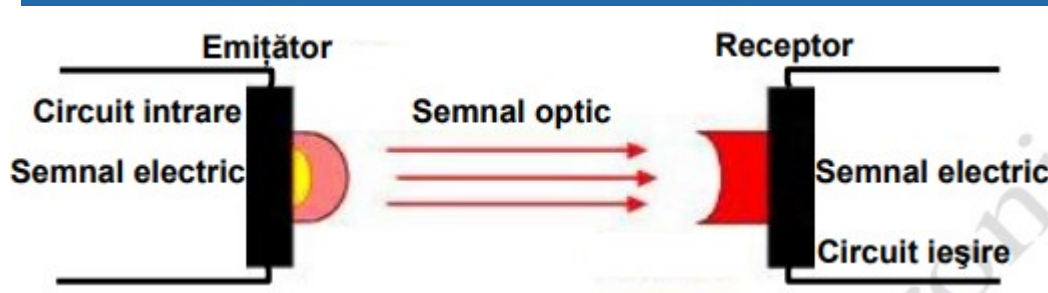 Emițător
Receptor
Circuit intrare
Semnal optic
Semnal electric
Semnal electric
Circuit ieşire